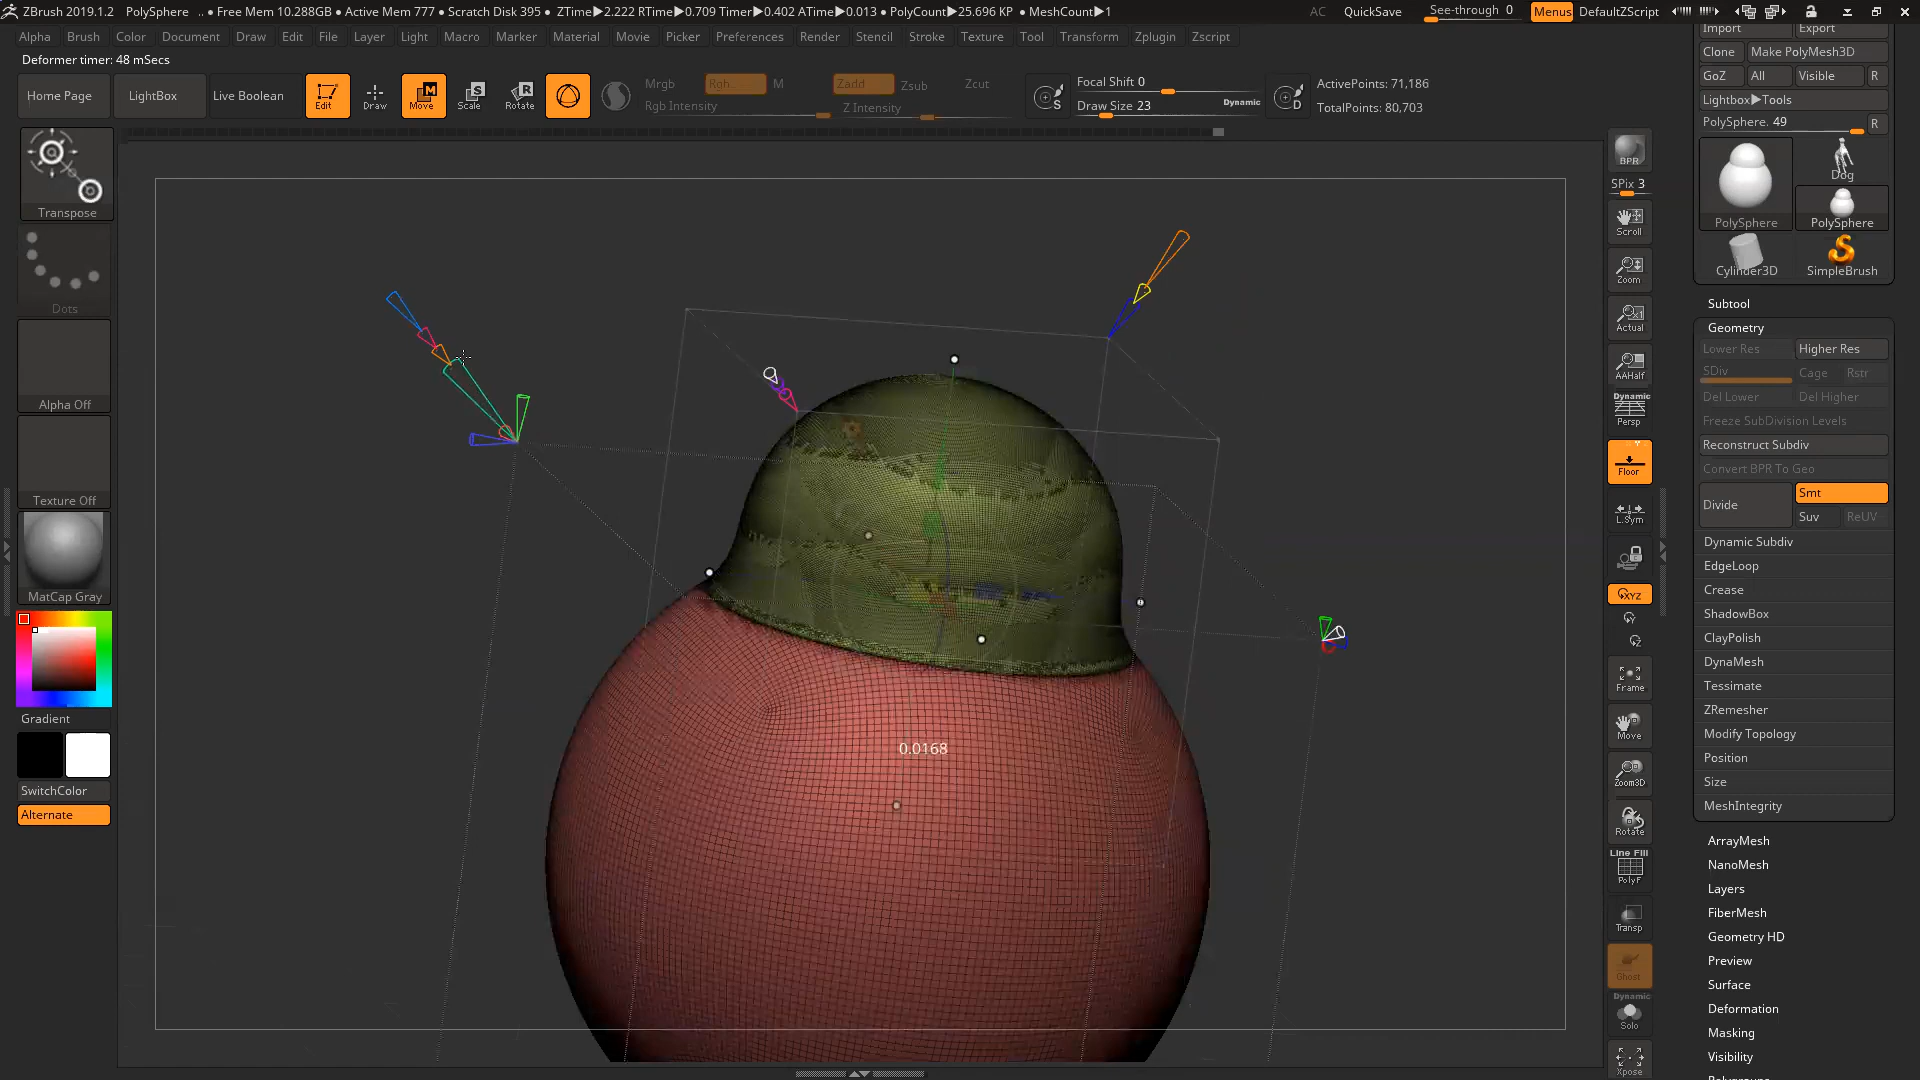 ZBrush 2019.1.2 PolySphere .. • Free Mem 10.288GB • Active Mem 777 • Scratch Disk 395 • ZTime▶2.222 RTime▶0.709 Timer▶0.402 ATime▶0.013 • PolyCount▶25.696 KP • MeshCount▶1 AC QuickSave See-through 0 Menus DefaultZScript
Alpha Brush Color Document Draw Edit File Layer Light Macro Marker Material Movie Picker Preferences Render Stencil Stroke Texture Tool Transform Zplugin Zscript
Deformer timer: 48 mSecs
Home Page LightBox Live Boolean Edit Draw Move Scale Rotate
Mrgb Rgb M Zadd Zsub Zcut
Rgb Intensity Z Intensity
Focal Shift 0
Draw Size 23 Dynamic
S
D
ActivePoints: 71,186
TotalPoints: 80,703
Transpose
Dots
Alpha Off
Texture Off
MatCap Gray
Gradient
SwitchColor
Alternate
0.0168
BPR
SPix 3
Scroll
Zoom
Actual
AAHalf
Dynamic
Persp
Floor
L.Sym
XYZ
Frame
Move
Zoom3D
Rotate
Line Fill
PolyF
Transp
Ghost
Dynamic
Solo
Xpose
Import Export
Clone Make PolyMesh3D
GoZ All Visible R
Lightbox▶Tools
PolySphere. 49 R
Dog
PolySphere PolySphere
Cylinder3D SimpleBrush
Subtool
Geometry
Lower Res Higher Res
SDiv Cage Rstr
Del Lower Del Higher
Freeze SubDivision Levels
Reconstruct Subdiv
Convert BPR To Geo
Divide Smt
Suv ReUV
Dynamic Subdiv
EdgeLoop
Crease
ShadowBox
ClayPolish
DynaMesh
Tessimate
ZRemesher
Modify Topology
Position
Size
MeshIntegrity
ArrayMesh
NanoMesh
Layers
FiberMesh
Geometry HD
Preview
Surface
Deformation
Masking
Visibility